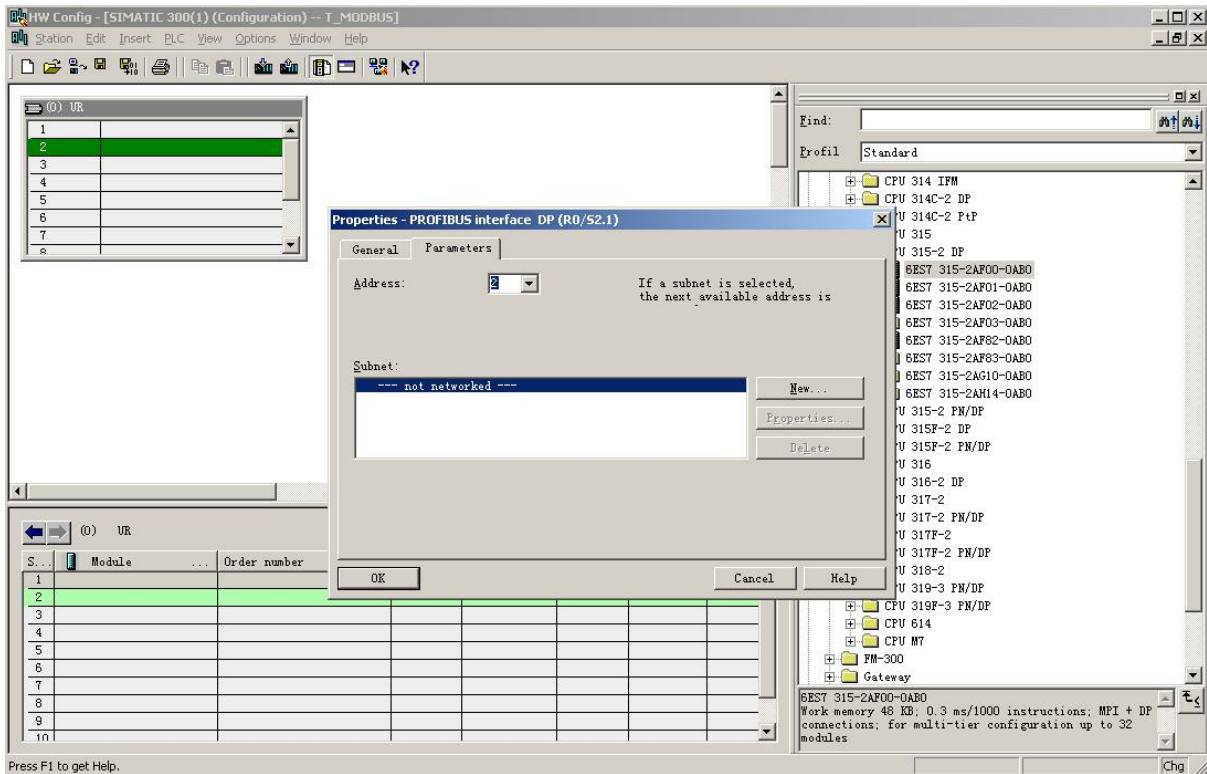 HW Config - [SIMATIC 300(1) (Configuration) -- T_MODBUS]
Station Edit Insert PLC View Options Window Help
(0) UR
1
2
3
4
5
6
7
8
Find:
Profil Standard
CPU 314 IFM
CPU 314C-2 DP
U 314C-2 PtP
U 315
U 315-2 DP
6ES7 315-2AF00-0AB0
6ES7 315-2AF01-0AB0
6ES7 315-2AF02-0AB0
6ES7 315-2AF03-0AB0
6ES7 315-2AF82-0AB0
6ES7 315-2AF83-0AB0
6ES7 315-2AG10-0AB0
6ES7 315-2AH14-0AB0
U 315-2 PN/DP
U 315F-2 DP
U 315F-2 PN/DP
U 316
U 316-2 DP
U 317-2
U 317-2 PN/DP
U 317F-2
U 317F-2 PN/DP
U 318-2
U 319-3 PN/DP
CPU 319F-3 PN/DP
CPU 614
CPU M7
FM-300
Gateway
6ES7 315-2AF00-0AB0
Work memory 48 KB; 0.3 ms/1000 instructions; MPI + DP
connections; for multi-tier configuration up to 32
modules
Properties - PROFIBUS interface DP (R0/S2.1)
General Parameters
Address: 2
If a subnet is selected,
the next available address is
Subnet:
--- not networked ---
New...
Properties...
Delete
OK Cancel Help
(0) UR
S... Module ... Order number
1
2
3
4
5
6
7
8
9
10
Press F1 to get Help.
Chg